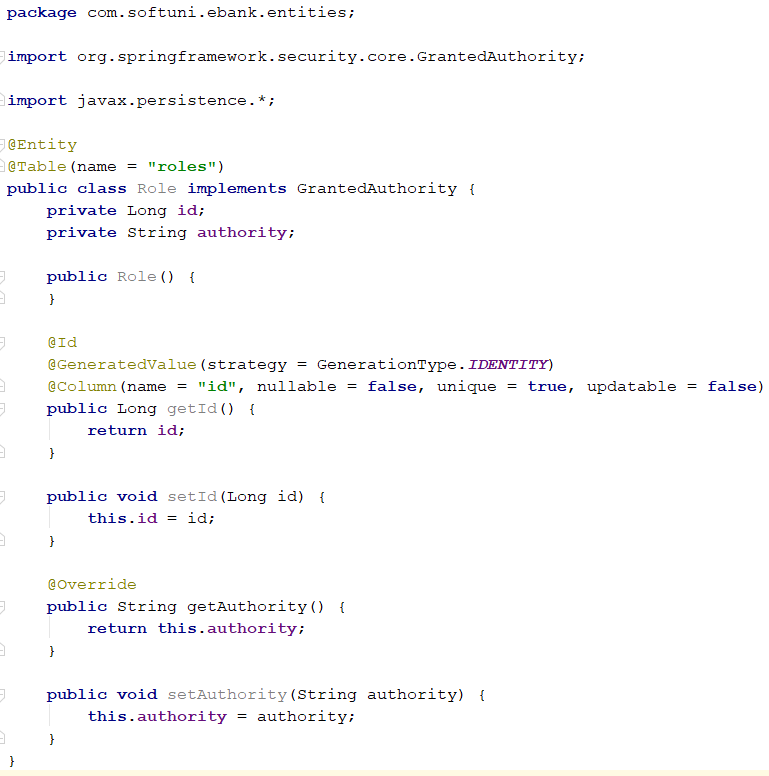 package com.softuni.ebank.entities;
import org.springframework.security.core.GrantedAuthority;
import javax.persistence.*;
@Entity
@Table(name = "roles")
public class Role implements GrantedAuthority {
    private Long id;
    private String authority;
    public Role() {
    }
    @Id
    @GeneratedValue(strategy = GenerationType.IDENTITY)
    @Column(name = "id", nullable = false, unique = true, updatable = false)
    public Long getId() {
        return id;
    }
    public void setId(Long id) {
        this.id = id;
    }
    @Override
    public String getAuthority() {
        return this.authority;
    }
    public void setAuthority(String authority) {
        this.authority = authority;
    }
}